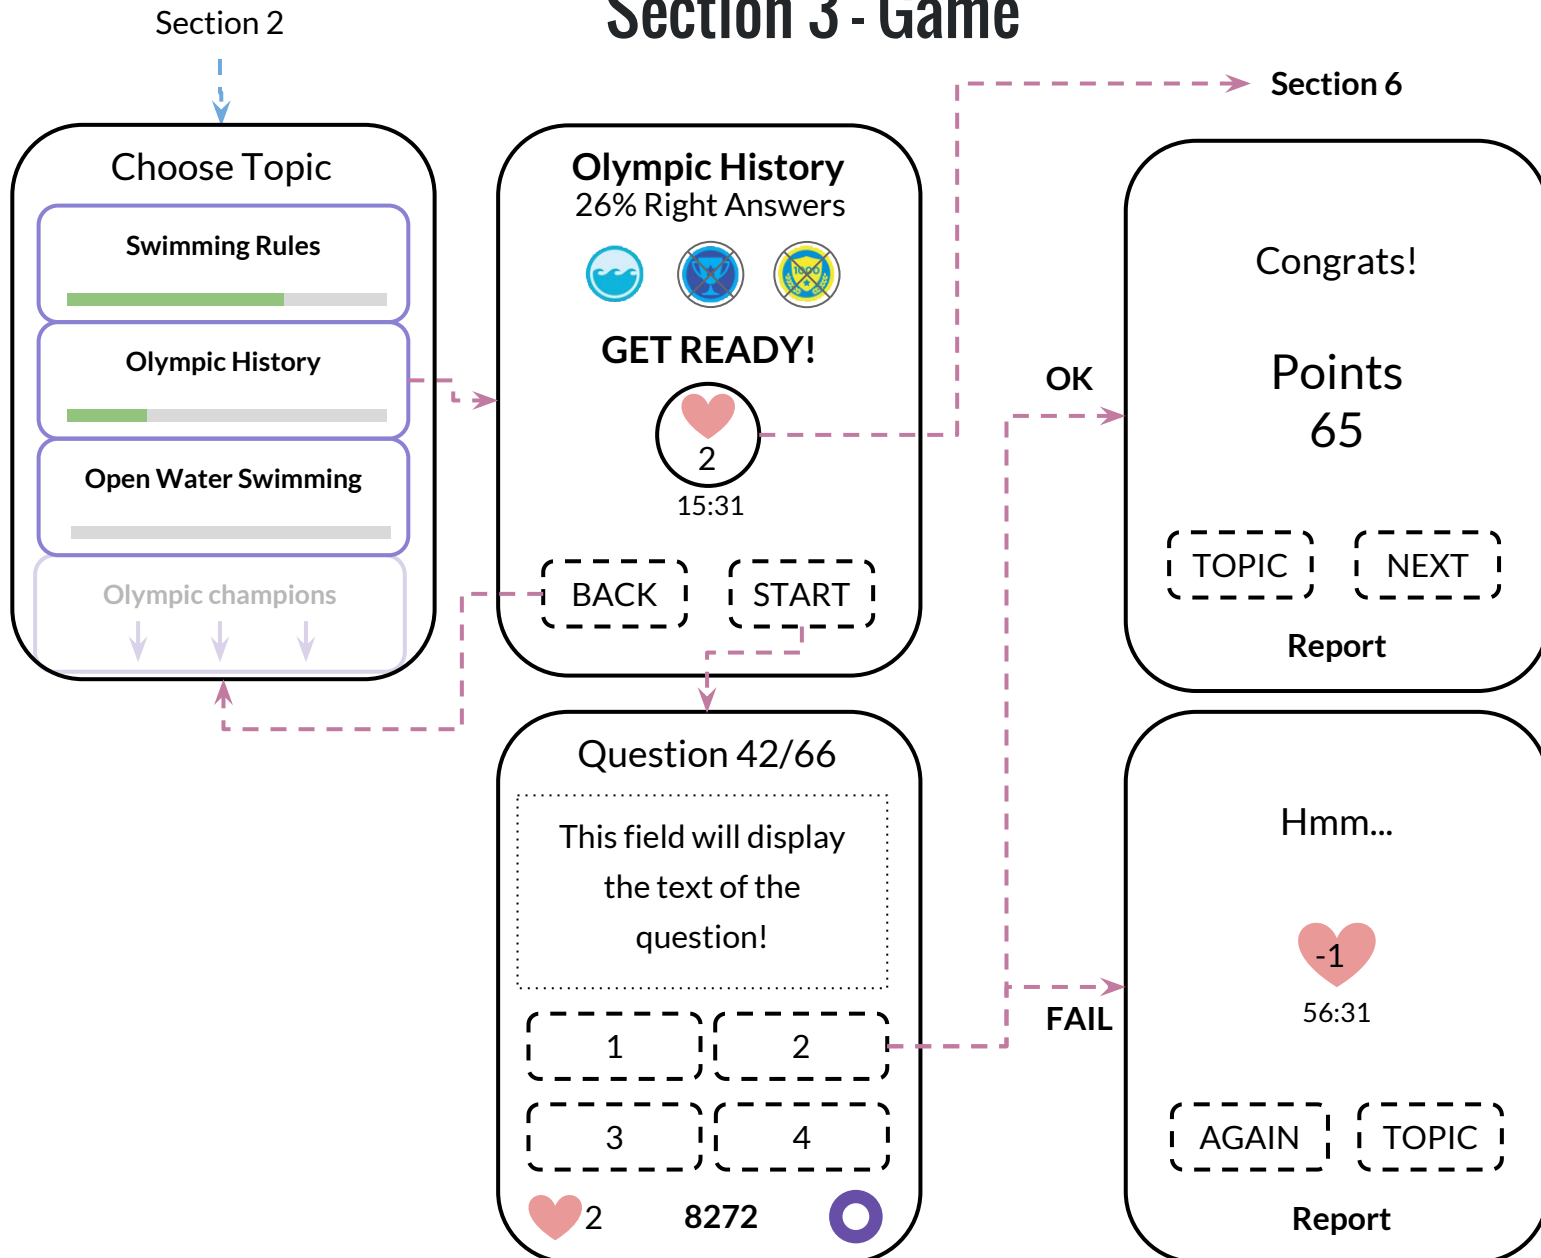 Section 3 - Game
Section 2
Section 6
Choose Topic
Swimming Rules
Olympic History
Open Water Swimming
Olympic champions
Olympic History
26% Right Answers
1000
GET READY!
2
15:31
BACK
START
Question 42/66
This field will display
the text of the
question!
1
2
3
4
2
8272
OK
FAIL
Congrats!
Points
65
TOPIC
NEXT
Report
Hmm...
-1
56:31
AGAIN
TOPIC
Report